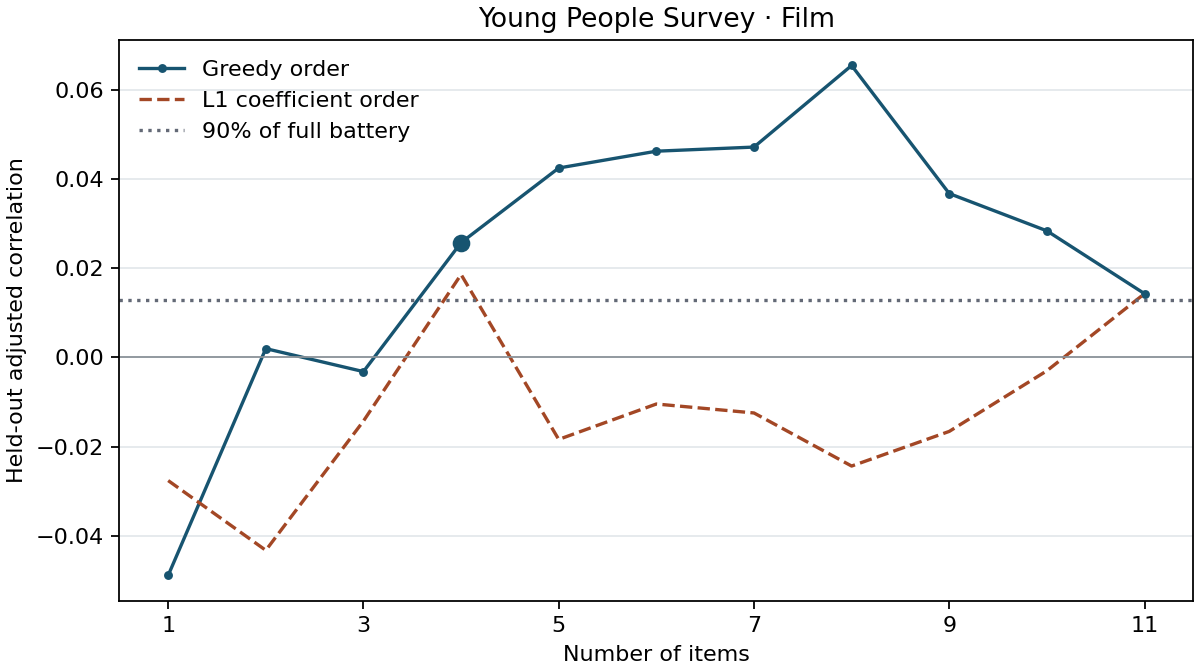 Young People Survey · Film
Greedy order
L1 coefficient order
90% of full battery
Held-out adjusted correlation
0.06
0.04
0.02
0.00
−0.02
−0.04
1 3 5 7 9 11
Number of items